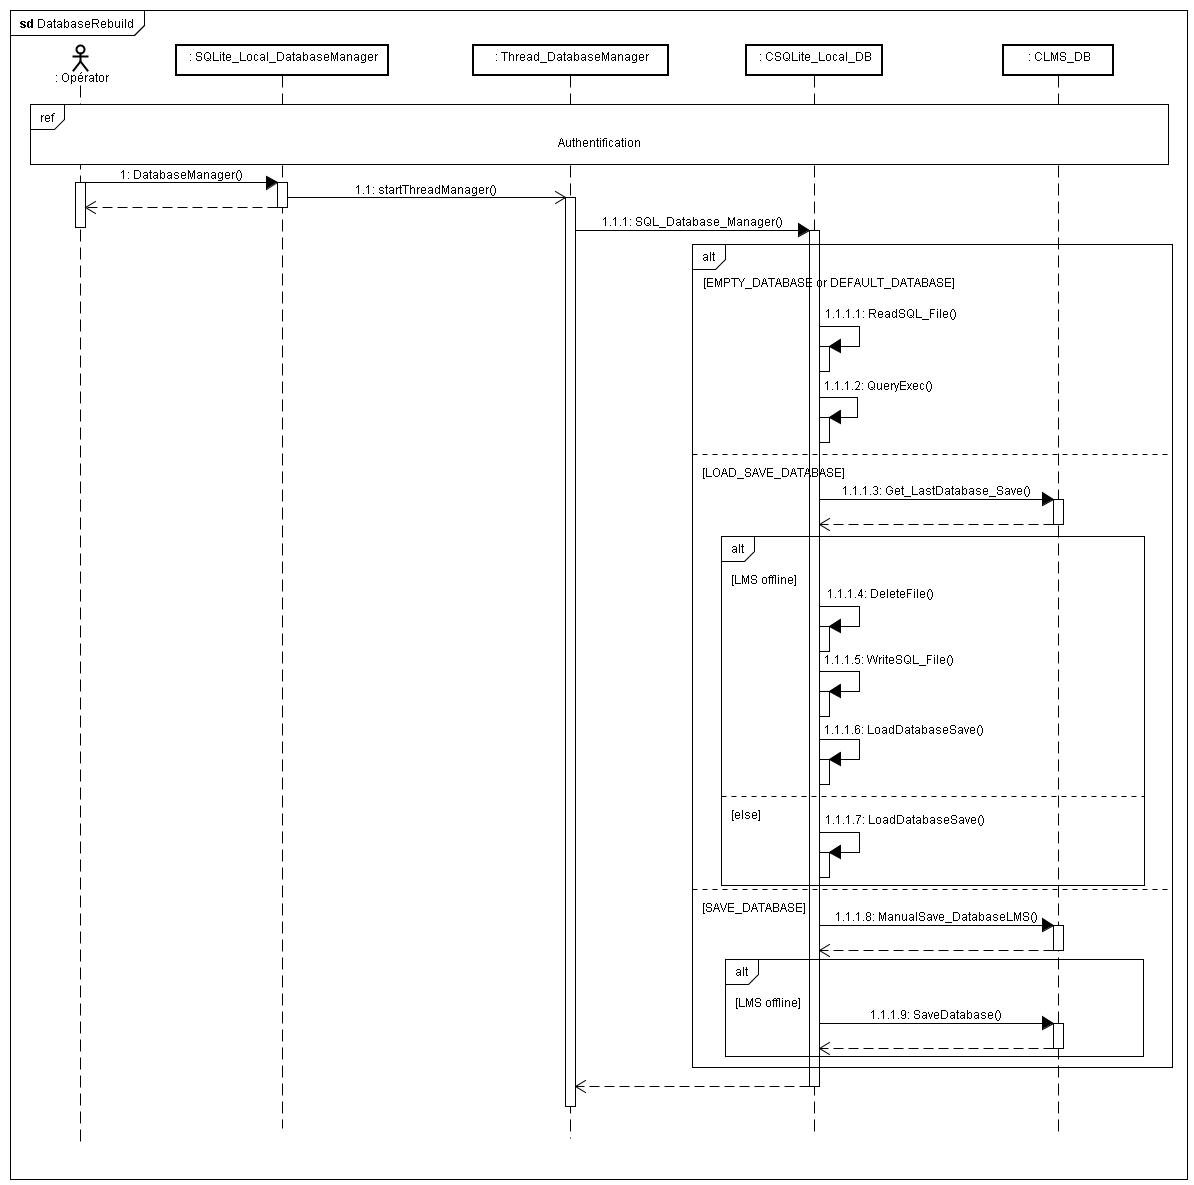 sd DatabaseRebuild
: Opérator
: SQLite_Local_DatabaseManager
: Thread_DatabaseManager
: CSQLite_Local_DB
: CLMS_DB
ref
Authentification
1: DatabaseManager()
1.1: startThreadManager()
1.1.1: SQL_Database_Manager()
alt
[EMPTY_DATABASE or DEFAULT_DATABASE]
1.1.1.1: ReadSQL_File()
1.1.1.2: QueryExec()
[LOAD_SAVE_DATABASE]
1.1.1.3: Get_LastDatabase_Save()
alt
[LMS offline]
1.1.1.4: DeleteFile()
1.1.1.5: WriteSQL_File()
1.1.1.6: LoadDatabaseSave()
[else]
1.1.1.7: LoadDatabaseSave()
[SAVE_DATABASE]
1.1.1.8: ManualSave_DatabaseLMS()
alt
[LMS offline]
1.1.1.9: SaveDatabase()